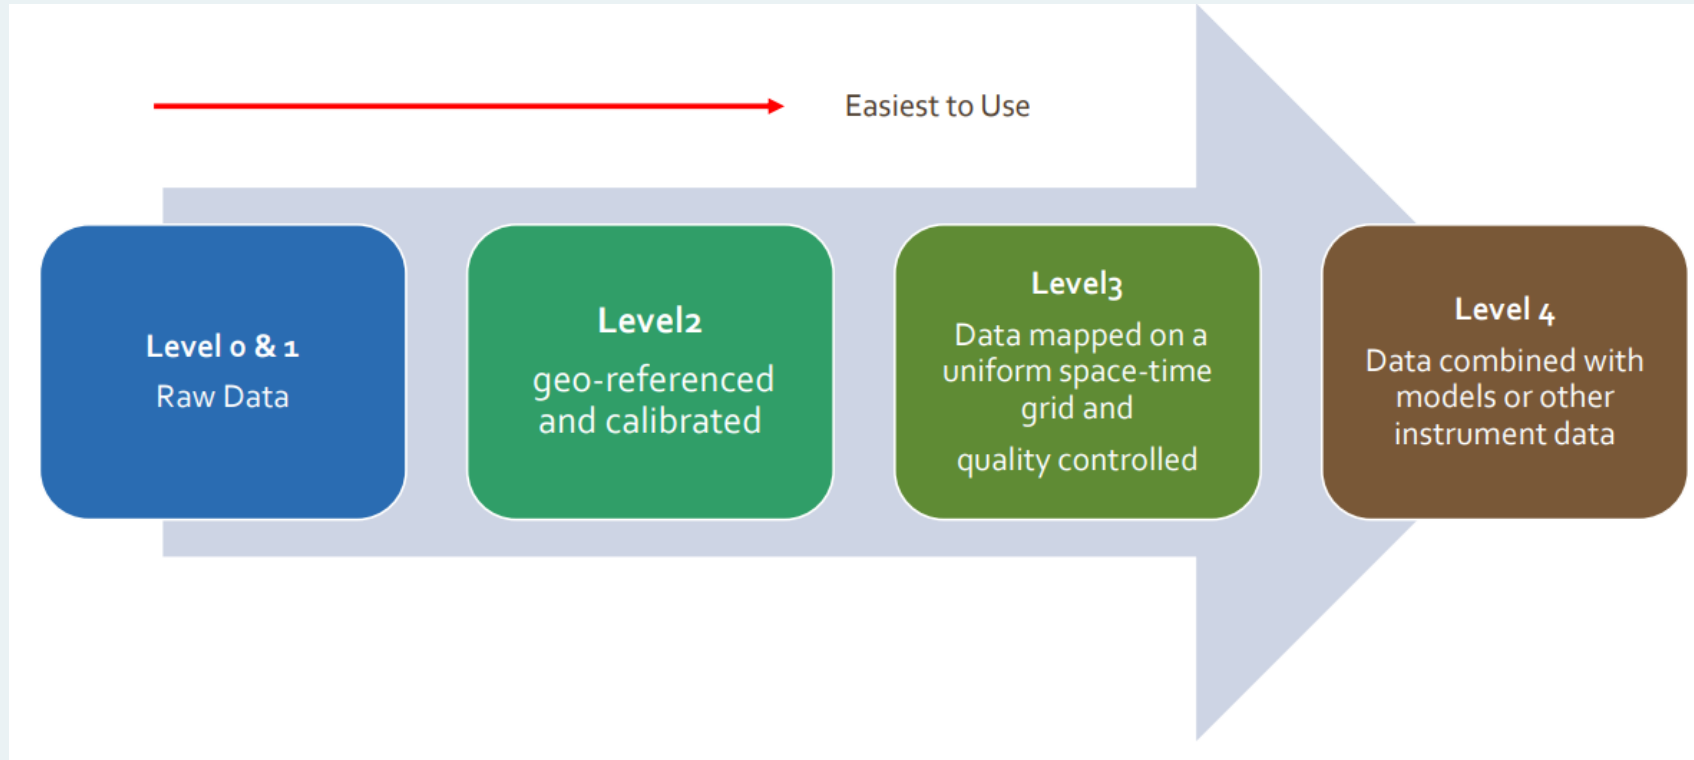 Easiest to Use
Level 0 & 1
Raw Data
Level2
geo-referenced
and calibrated
Level3
Data mapped on a
uniform space-time
grid and
quality controlled
Level 4
Data combined with
models or other
instrument data